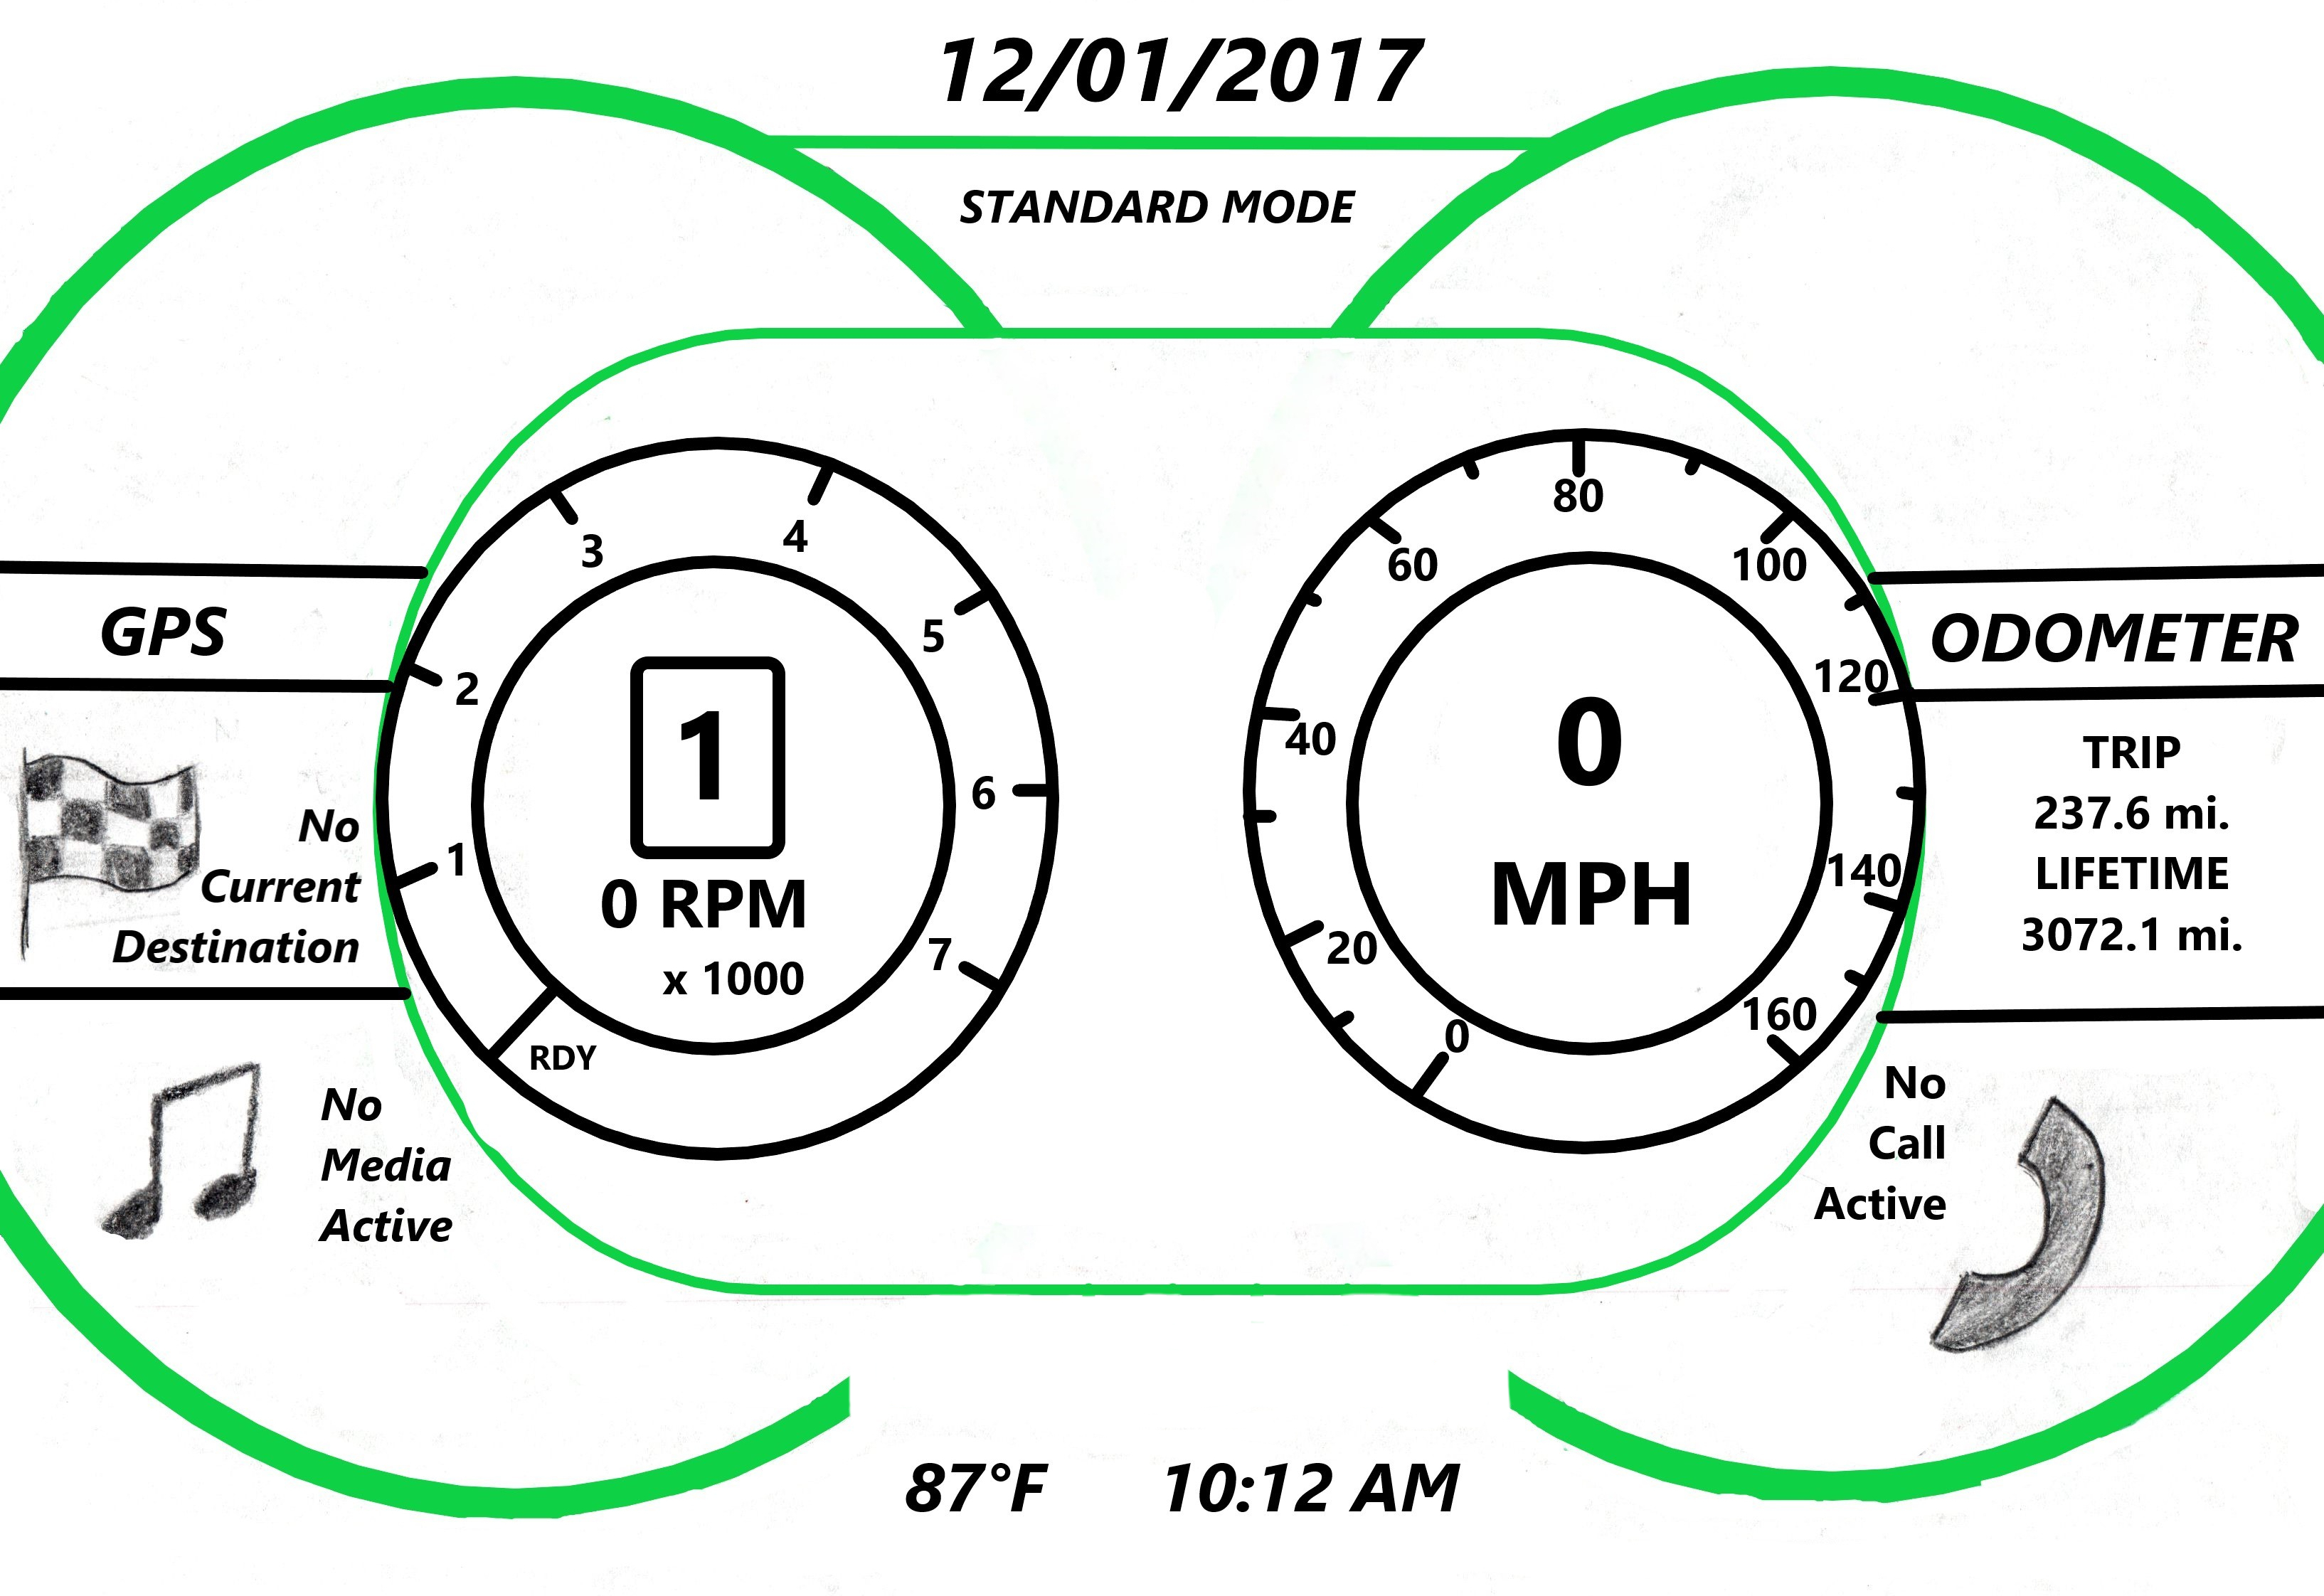 12/01/2017
STANDARD MODE
GPS
No
Current
Destination
No
Media
Active
1
2
3
4
5
6
7
RDY
1
0 RPM
x 1000
0
20
40
60
80
100
120
140
160
0
MPH
ODOMETER
TRIP
237.6 mi.
LIFETIME
3072.1 mi.
No
Call
Active
87°F 10:12 AM